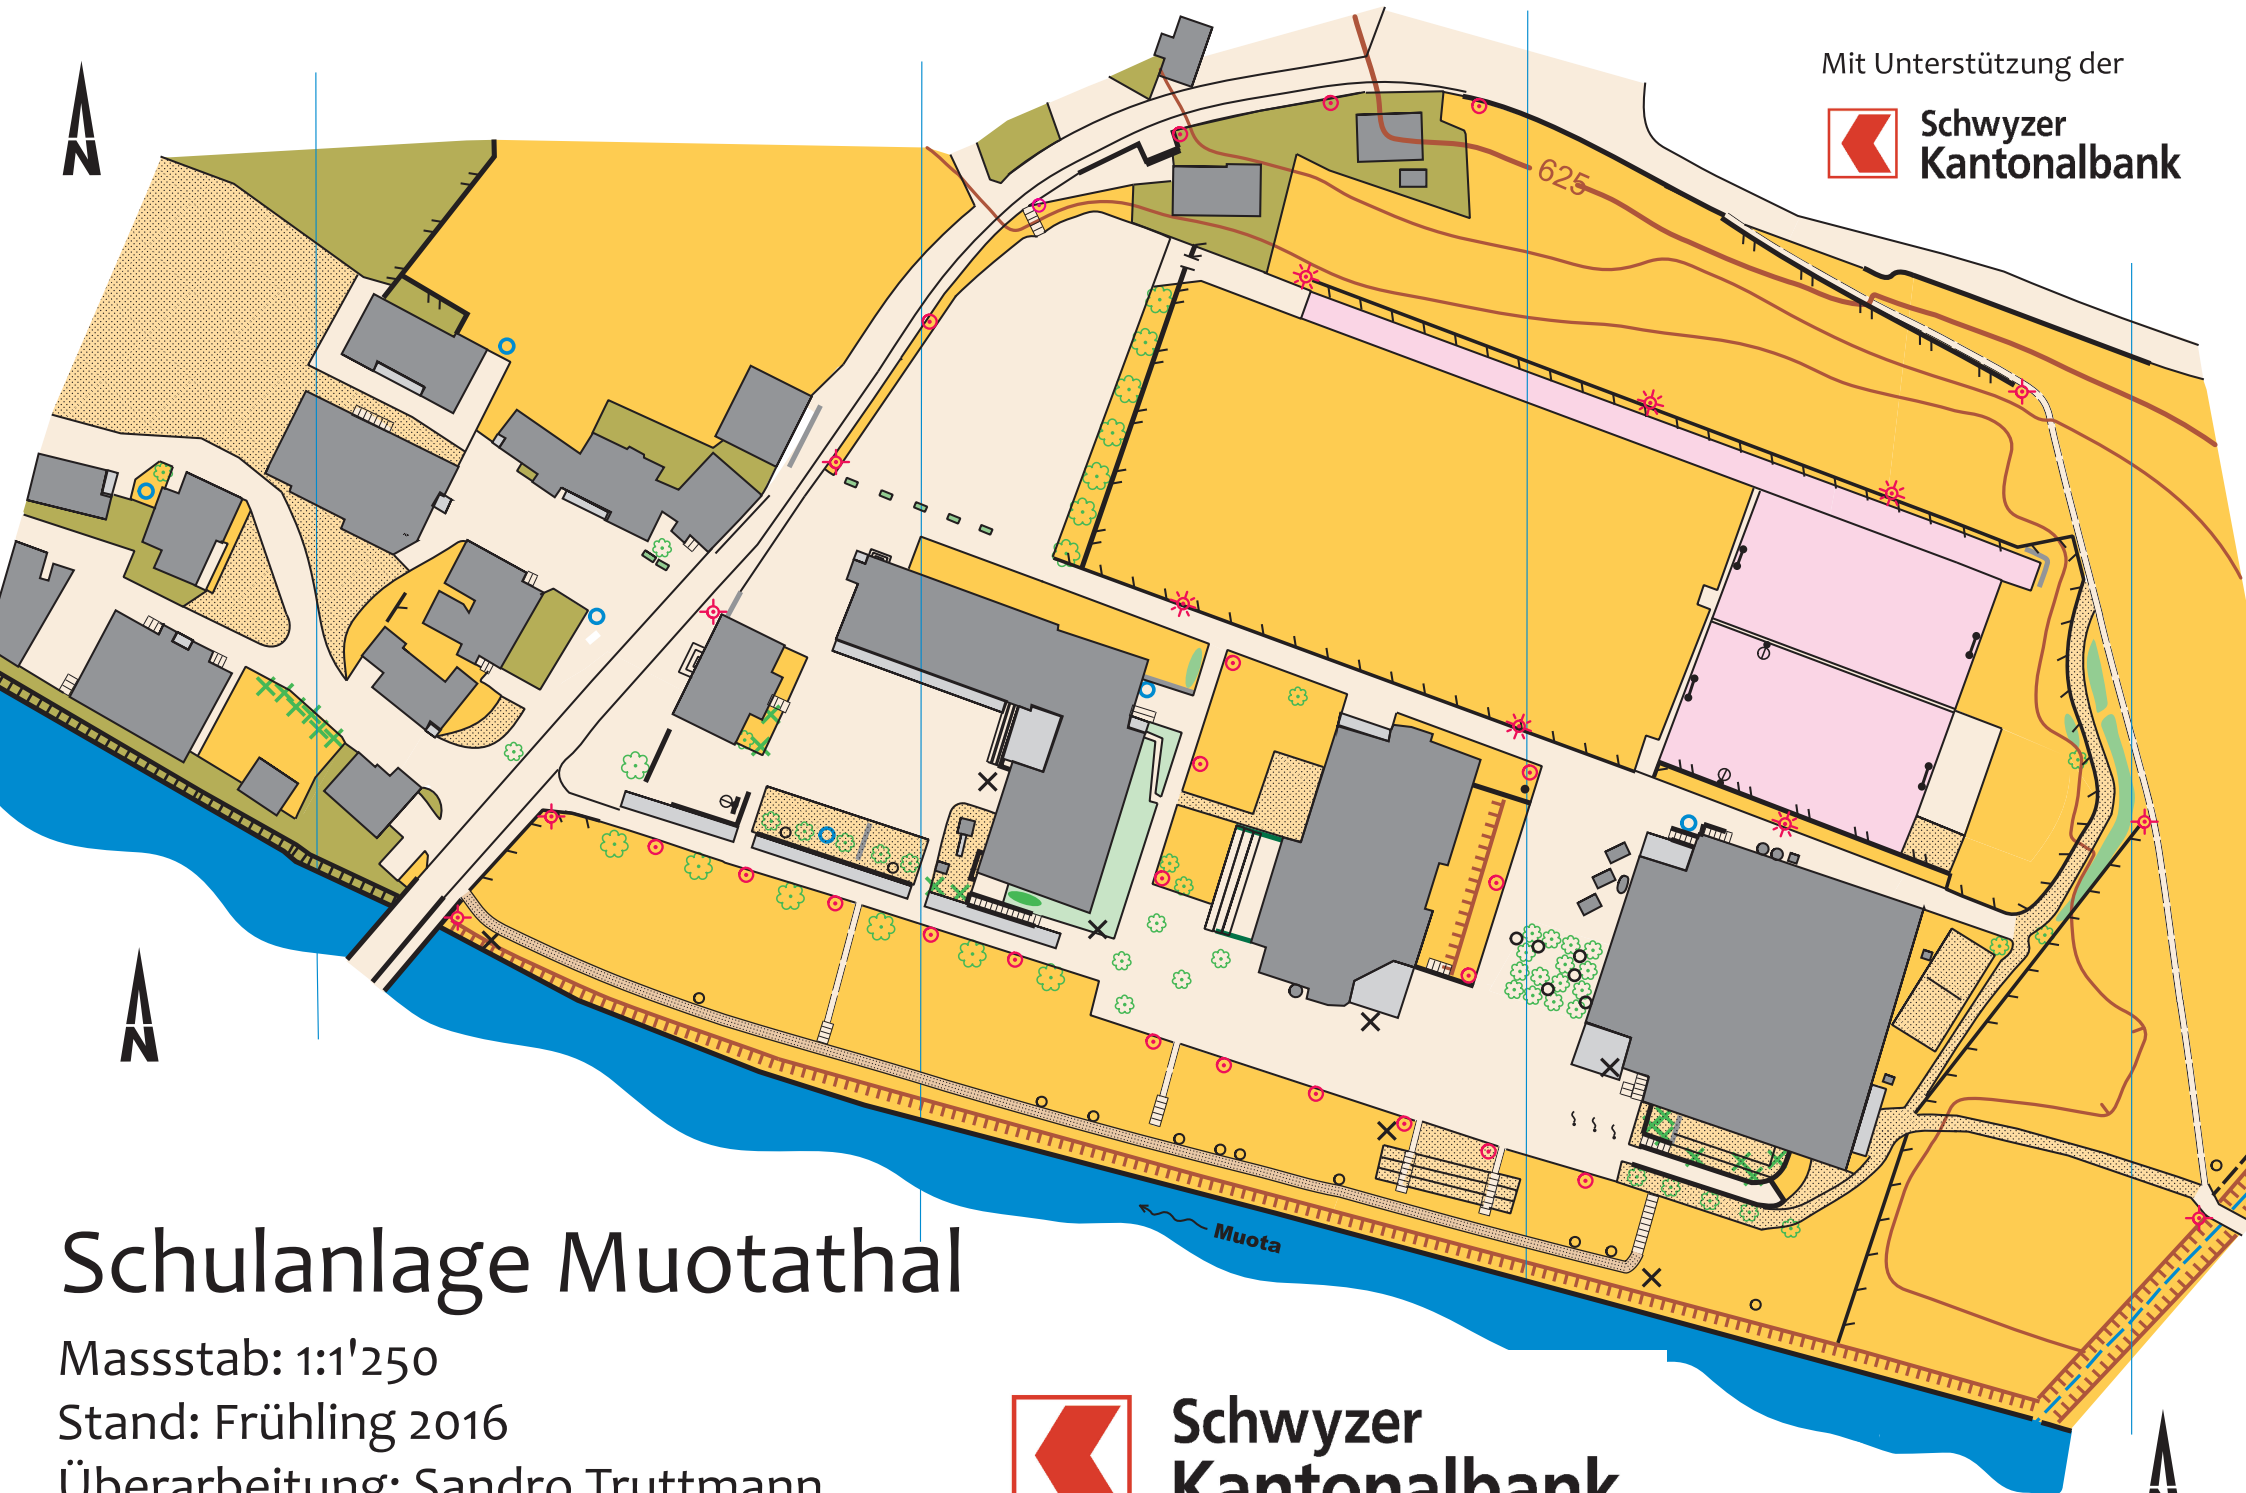 N
Mit Unterstützung der
Schwyzer
Kantonalbank
625
N
Muota
Schulanlage Muotathal
Massstab: 1:1'250
Stand: Frühling 2016
Überarbeitung: Sandro Truttmann
Schwyzer
Kantonalbank